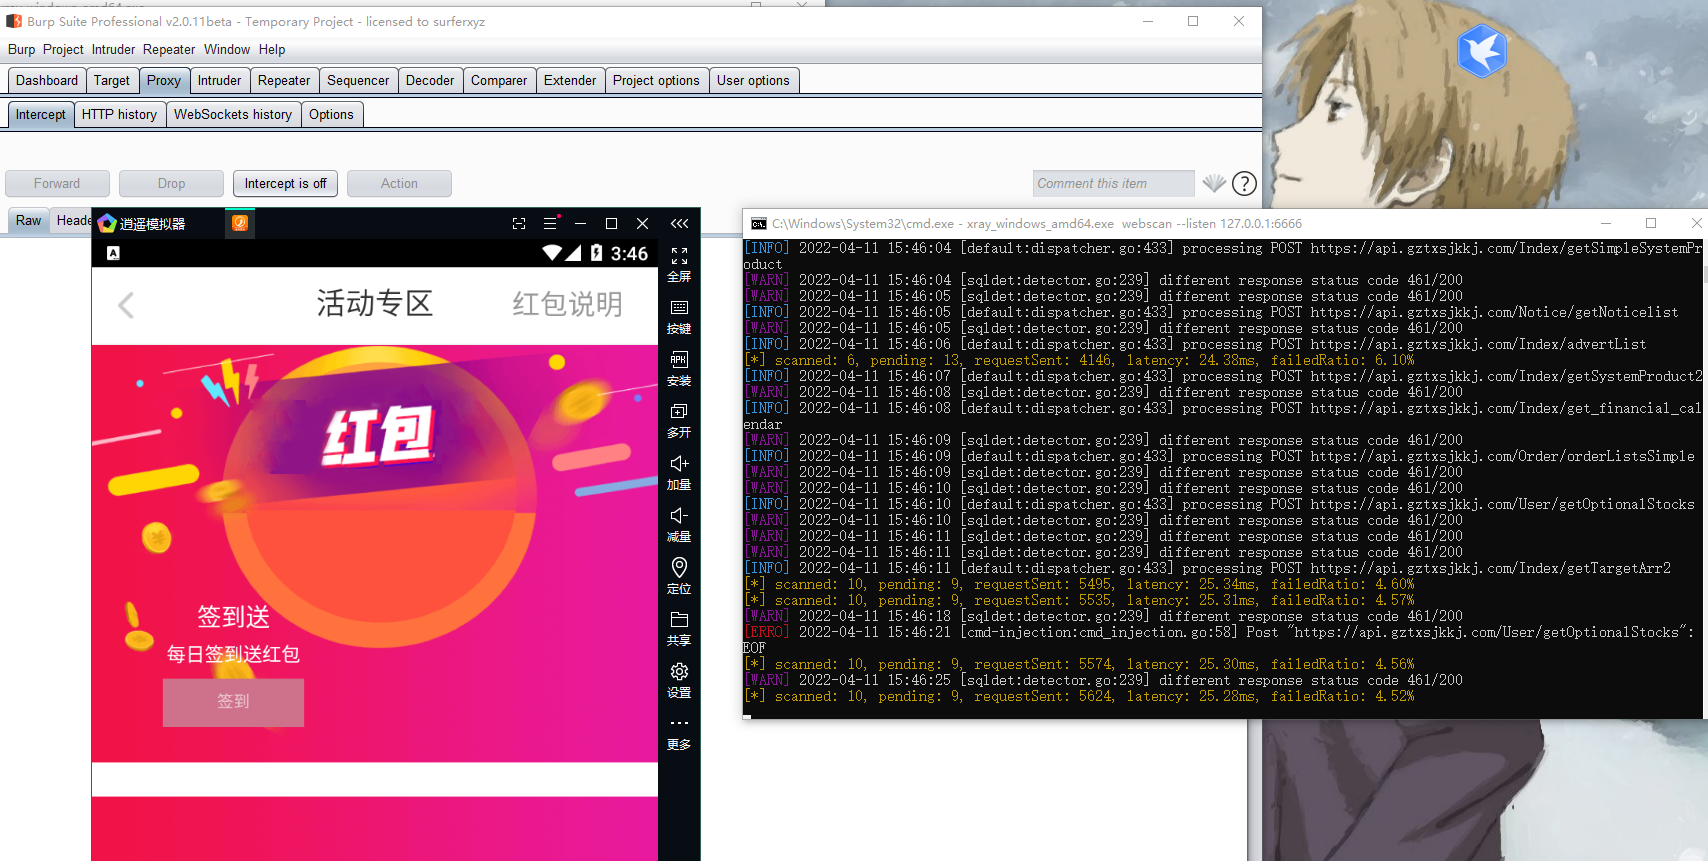 Burp Suite Professional v2.0.11beta - Temporary Project - licensed to surferxyz
Burp Project Intruder Repeater Window Help
Dashboard Target Proxy Intruder Repeater Sequencer Decoder Comparer Extender Project options User options
Intercept HTTP history WebSockets history Options
Forward Drop Intercept is off Action Comment this item ?
Raw Heade
逍遥模拟器
A 3:46
活动专区 红包说明
红包
签到送
每日签到送红包
签到
全屏
按键
APK
安装
多开
加量
减量
定位
共享
设置
更多
C:\Windows\System32\cmd.exe - xray_windows_amd64.exe  webscan --listen 127.0.0.1:6666
[INFO] 2022-04-11 15:46:04 [default:dispatcher.go:433] processing POST https://api.gztxsjkkj.com/Index/getSimpleSystemPr
oduct
[WARN] 2022-04-11 15:46:04 [sqldet:detector.go:239] different response status code 461/200
[WARN] 2022-04-11 15:46:05 [sqldet:detector.go:239] different response status code 461/200
[INFO] 2022-04-11 15:46:05 [default:dispatcher.go:433] processing POST https://api.gztxsjkkj.com/Notice/getNoticelist
[WARN] 2022-04-11 15:46:05 [sqldet:detector.go:239] different response status code 461/200
[INFO] 2022-04-11 15:46:06 [default:dispatcher.go:433] processing POST https://api.gztxsjkkj.com/Index/advertList
[*] scanned: 6, pending: 13, requestSent: 4146, latency: 24.38ms, failedRatio: 6.10%
[INFO] 2022-04-11 15:46:07 [default:dispatcher.go:433] processing POST https://api.gztxsjkkj.com/Index/getSystemProduct2
[WARN] 2022-04-11 15:46:08 [sqldet:detector.go:239] different response status code 461/200
[INFO] 2022-04-11 15:46:08 [default:dispatcher.go:433] processing POST https://api.gztxsjkkj.com/Index/get_financial_cal
endar
[WARN] 2022-04-11 15:46:09 [sqldet:detector.go:239] different response status code 461/200
[INFO] 2022-04-11 15:46:09 [default:dispatcher.go:433] processing POST https://api.gztxsjkkj.com/Order/orderListsSimple
[WARN] 2022-04-11 15:46:09 [sqldet:detector.go:239] different response status code 461/200
[WARN] 2022-04-11 15:46:10 [sqldet:detector.go:239] different response status code 461/200
[INFO] 2022-04-11 15:46:10 [default:dispatcher.go:433] processing POST https://api.gztxsjkkj.com/User/getOptionalStocks
[WARN] 2022-04-11 15:46:10 [sqldet:detector.go:239] different response status code 461/200
[WARN] 2022-04-11 15:46:11 [sqldet:detector.go:239] different response status code 461/200
[WARN] 2022-04-11 15:46:11 [sqldet:detector.go:239] different response status code 461/200
[INFO] 2022-04-11 15:46:11 [default:dispatcher.go:433] processing POST https://api.gztxsjkkj.com/Index/getTargetArr2
[*] scanned: 10, pending: 9, requestSent: 5495, latency: 25.34ms, failedRatio: 4.60%
[*] scanned: 10, pending: 9, requestSent: 5535, latency: 25.31ms, failedRatio: 4.57%
[WARN] 2022-04-11 15:46:18 [sqldet:detector.go:239] different response status code 461/200
[ERRO] 2022-04-11 15:46:21 [cmd-injection:cmd_injection.go:58] Post "https://api.gztxsjkkj.com/User/getOptionalStocks":
EOF
[*] scanned: 10, pending: 9, requestSent: 5574, latency: 25.30ms, failedRatio: 4.56%
[WARN] 2022-04-11 15:46:25 [sqldet:detector.go:239] different response status code 461/200
[*] scanned: 10, pending: 9, requestSent: 5624, latency: 25.28ms, failedRatio: 4.52%